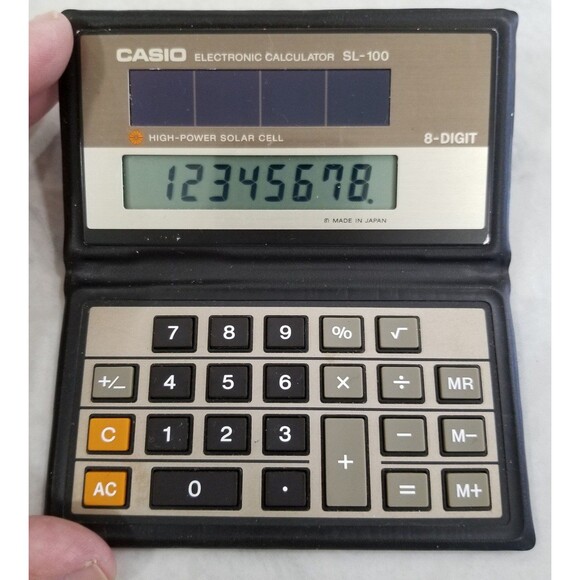 CASIO ELECTRONIC CALCULATOR SL-100
HIGH-POWER SOLAR CELL 8-DIGIT
12345678.
MADE IN JAPAN
7 8 9 % √
+/− 4 5 6 × ÷ MR
C 1 2 3 + − M−
AC 0 . = M+